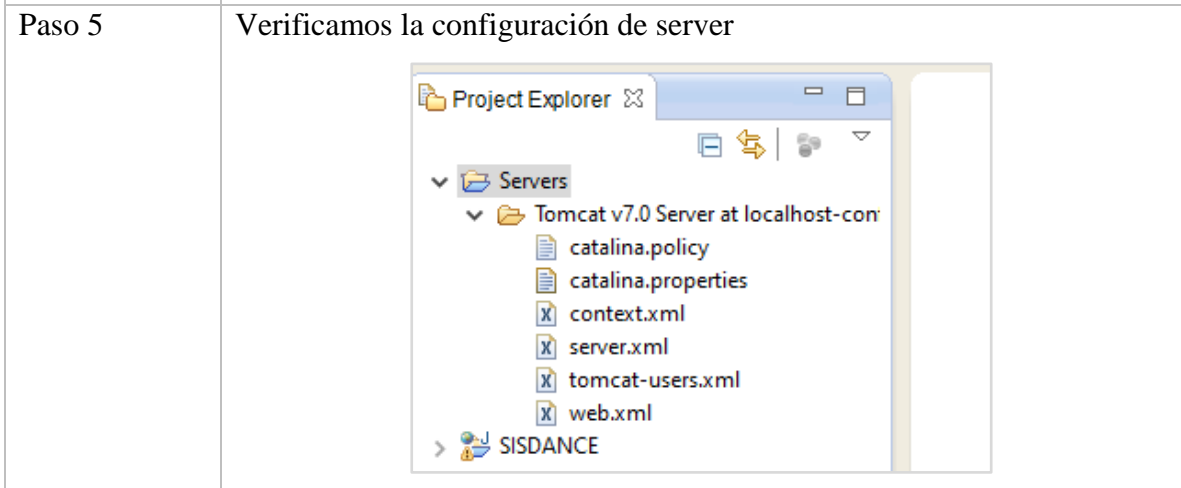 Paso 5
Verificamos la configuración de server
Project Explorer
Servers
Tomcat v7.0 Server at localhost-con
catalina.policy
catalina.properties
context.xml
server.xml
tomcat-users.xml
web.xml
SISDANCE